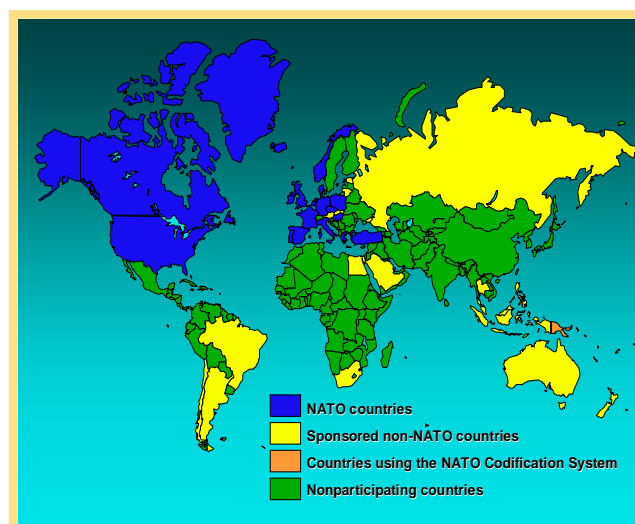 NATO countries
Sponsored non-NATO countries
Countries using the NATO Codification System
Nonparticipating countries